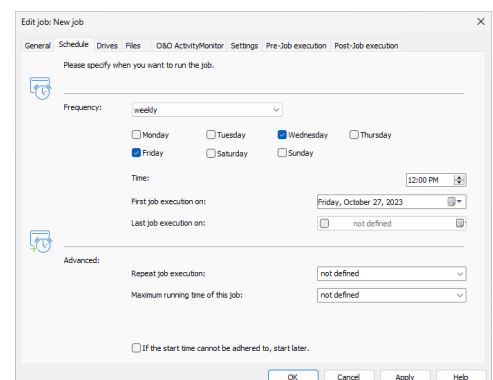 Edit job: New job
General Schedule Drives Files O&O ActivityMonitor Settings Pre-Job execution Post-Job execution
Please specify when you want to run the job.
Frequency: weekly
Monday Tuesday Wednesday Thursday
Friday Saturday Sunday
Time: 12:00 PM
First job execution on: Friday, October 27, 2023
Last job execution on: not defined
Advanced:
Repeat job execution: not defined
Maximum running time of this job: not defined
If the start time cannot be adhered to, start later.
OK Cancel Apply Help